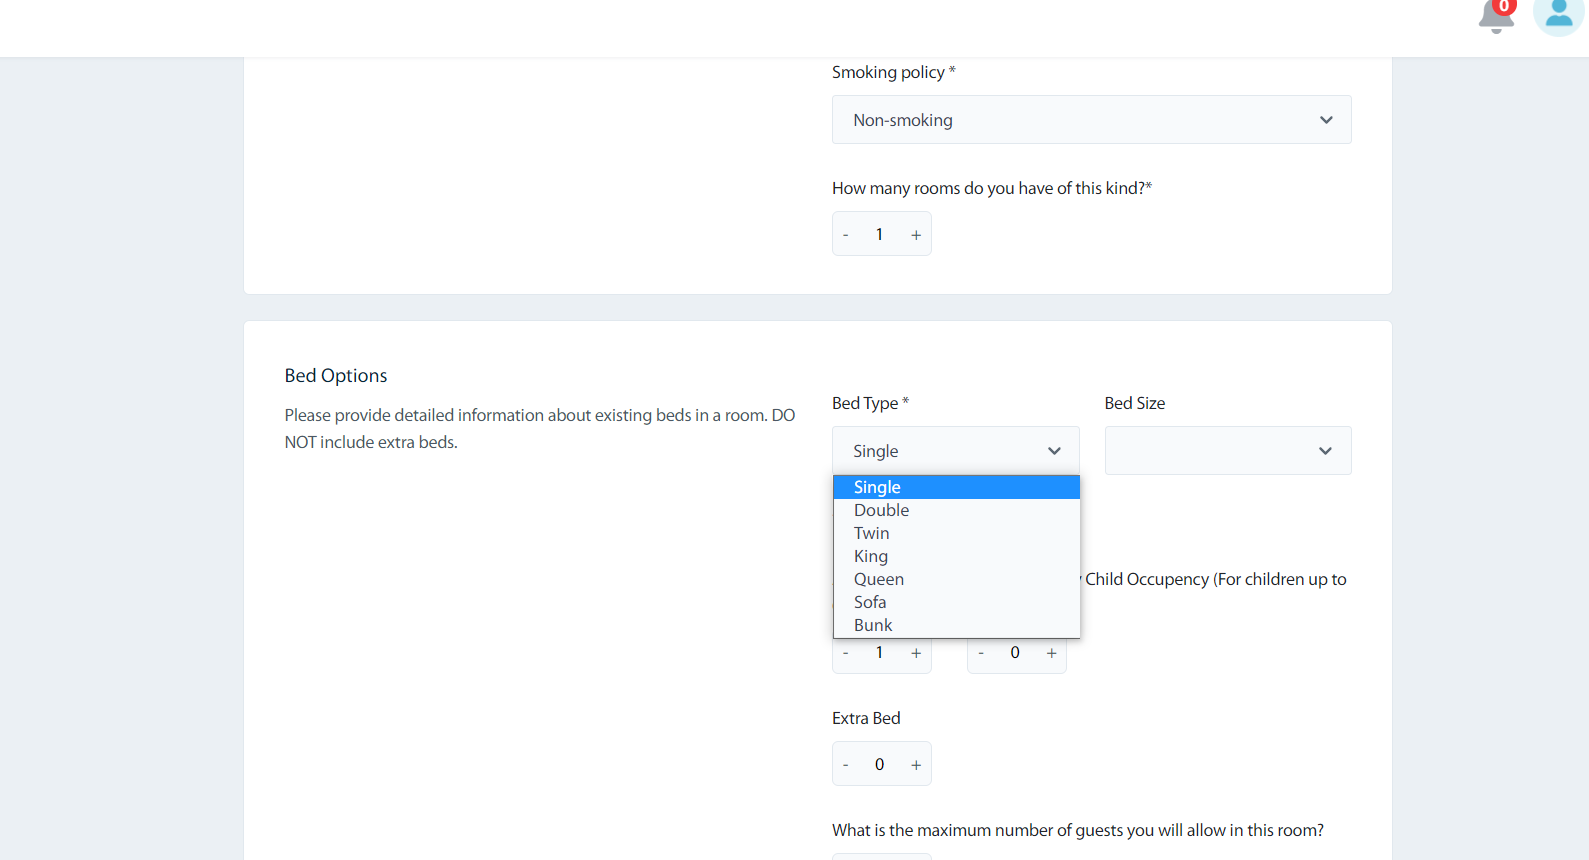 0
Smoking policy *
Non-smoking
How many rooms do you have of this kind?*
- 1 +
Bed Options
Please provide detailed information about existing beds in a room. DO
NOT include extra beds.
Bed Type *
Bed Size
Single
Single
Double
Twin
King
Queen
Sofa
Bunk
Child Occupency (For children up to
- 1 +
- 0 +
Extra Bed
- 0 +
What is the maximum number of guests you will allow in this room?